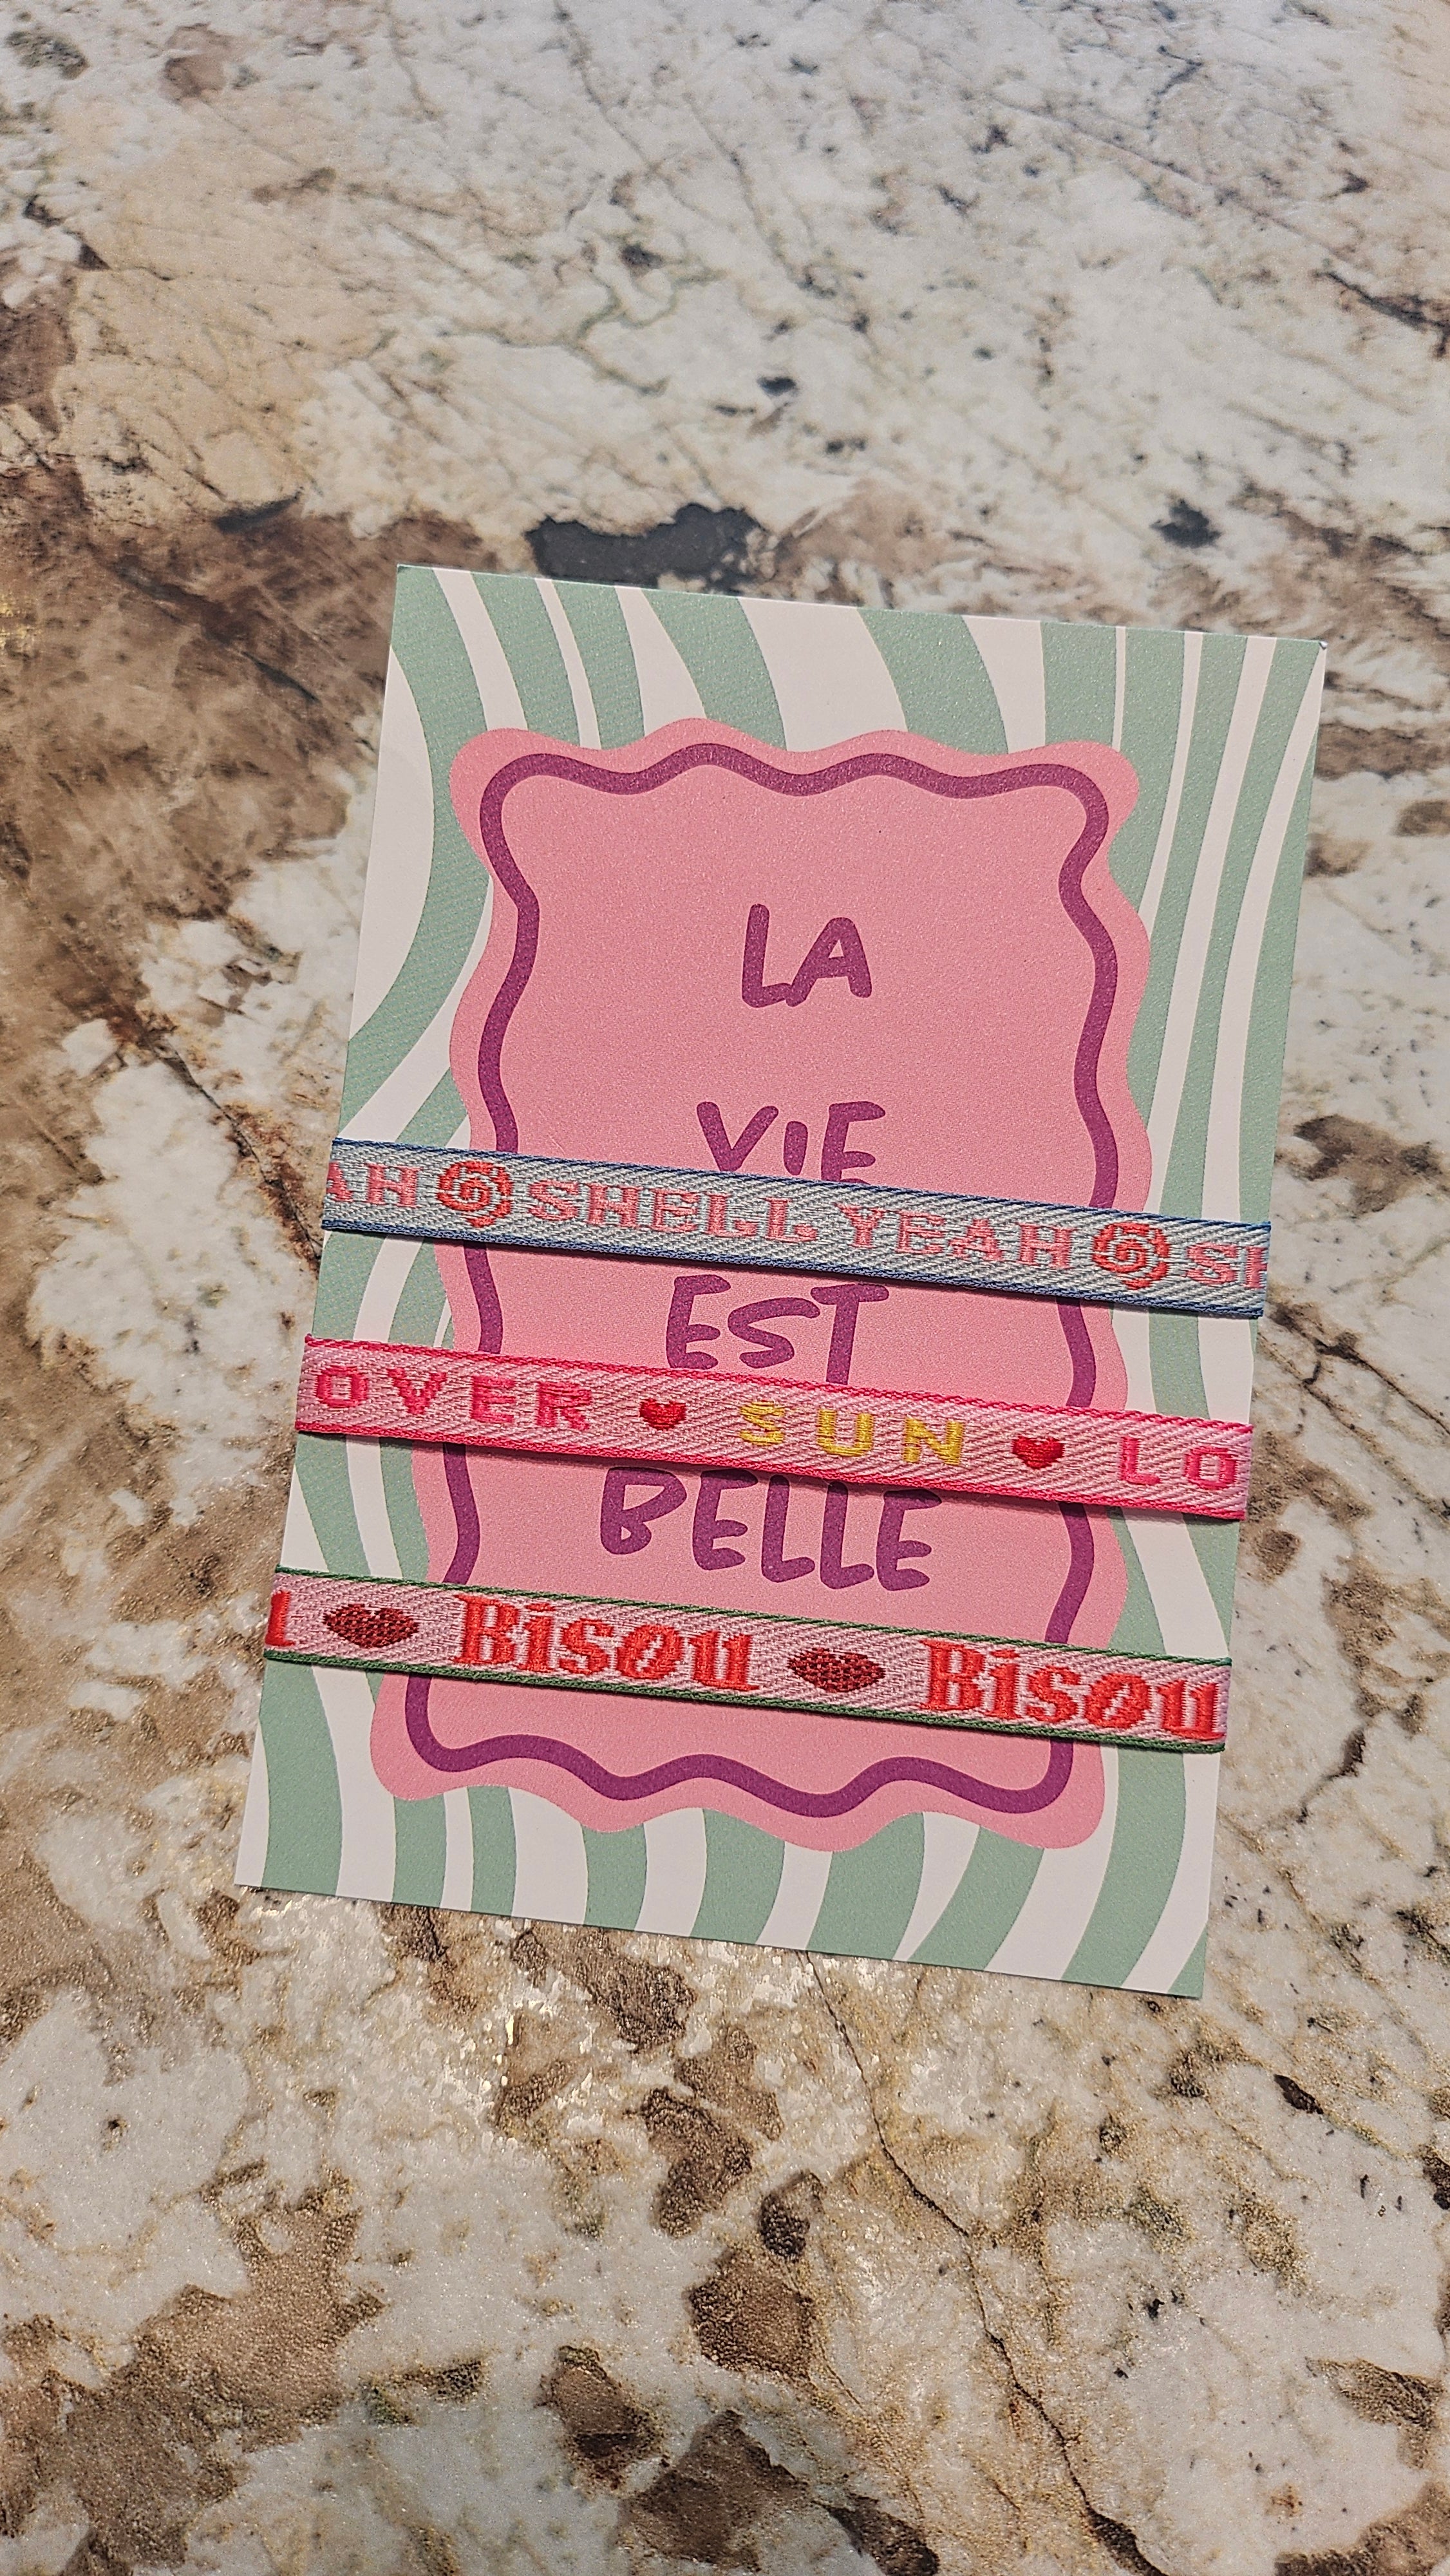 LA
VIE
AH SHELL YEAH SH
EST
OVER ♥ SUN ♥ LO
BELLE
Bisou Bisou